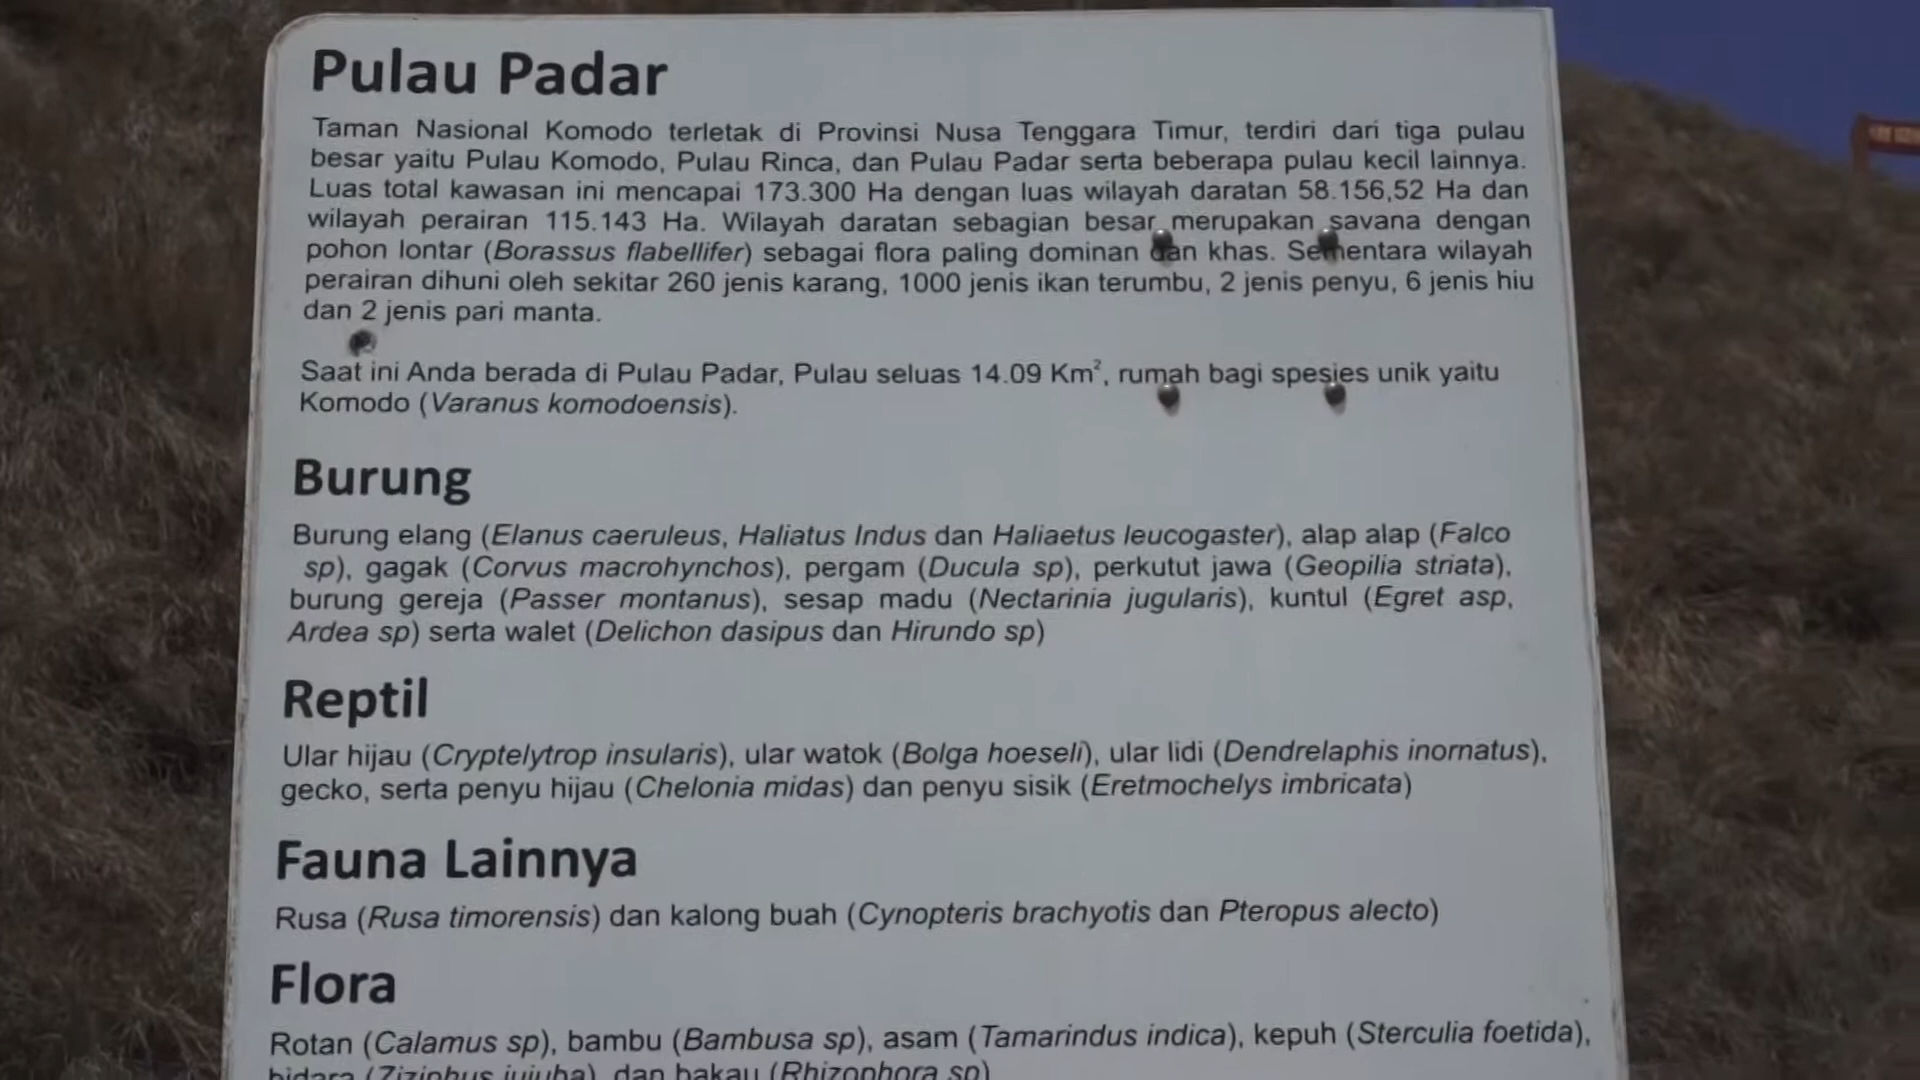 Pulau Padar
Taman Nasional Komodo terletak di Provinsi Nusa Tenggara Timur, terdiri dari tiga pulau
besar yaitu Pulau Komodo, Pulau Rinca, dan Pulau Padar serta beberapa pulau kecil lainnya.
Luas total kawasan ini mencapai 173.300 Ha dengan luas wilayah daratan 58.156,52 Ha dan
wilayah perairan 115.143 Ha. Wilayah daratan sebagian besar merupakan savana dengan
pohon lontar (Borassus flabellifer) sebagai flora paling dominan dan khas. Sementara wilayah
perairan dihuni oleh sekitar 260 jenis karang, 1000 jenis ikan terumbu, 2 jenis penyu, 6 jenis hiu
dan 2 jenis pari manta.
Saat ini Anda berada di Pulau Padar, Pulau seluas 14.09 Km², rumah bagi spesies unik yaitu
Komodo (Varanus komodoensis).
Burung
Burung elang (Elanus caeruleus, Haliatus Indus dan Haliaetus leucogaster), alap alap (Falco
sp), gagak (Corvus macrohynchos), pergam (Ducula sp), perkutut jawa (Geopilia striata),
burung gereja (Passer montanus), sesap madu (Nectarinia jugularis), kuntul (Egret asp,
Ardea sp) serta walet (Delichon dasipus dan Hirundo sp)
Reptil
Ular hijau (Cryptelytrop insularis), ular watok (Bolga hoeseli), ular lidi (Dendrelaphis inornatus),
gecko, serta penyu hijau (Chelonia midas) dan penyu sisik (Eretmochelys imbricata)
Fauna Lainnya
Rusa (Rusa timorensis) dan kalong buah (Cynopteris brachyotis dan Pteropus alecto)
Flora
Rotan (Calamus sp), bambu (Bambusa sp), asam (Tamarindus indica), kepuh (Sterculia foetida),
bidara (Ziziphus jujuba), dan bakau (Rhizophora sp)